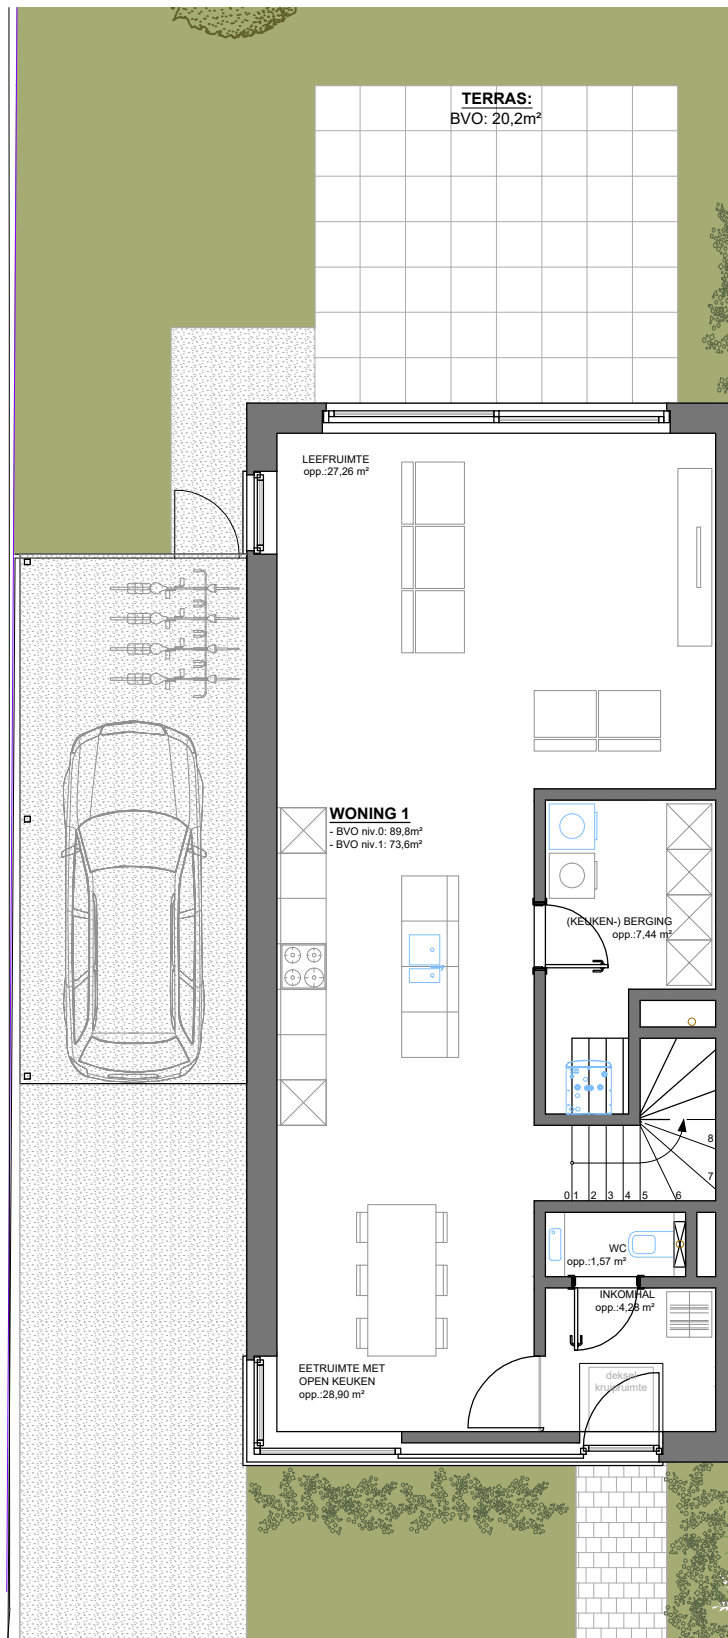 TERRAS:
BVO: 20,2m²
LEEFRUIMTE
opp.:27,26 m²
WONING 1
- BVO niv.0: 89,8m²
- BVO niv.1: 73,6m²
(KEUKEN-) BERGING
opp.:7,44 m²
8
7
0 1 2 3 4 5 6
WC
opp.:1,57 m²
INKOMHAL
opp.:4,28 m²
EETRUIMTE MET
OPEN KEUKEN
opp.:28,90 m²
deksel
kruipruimte